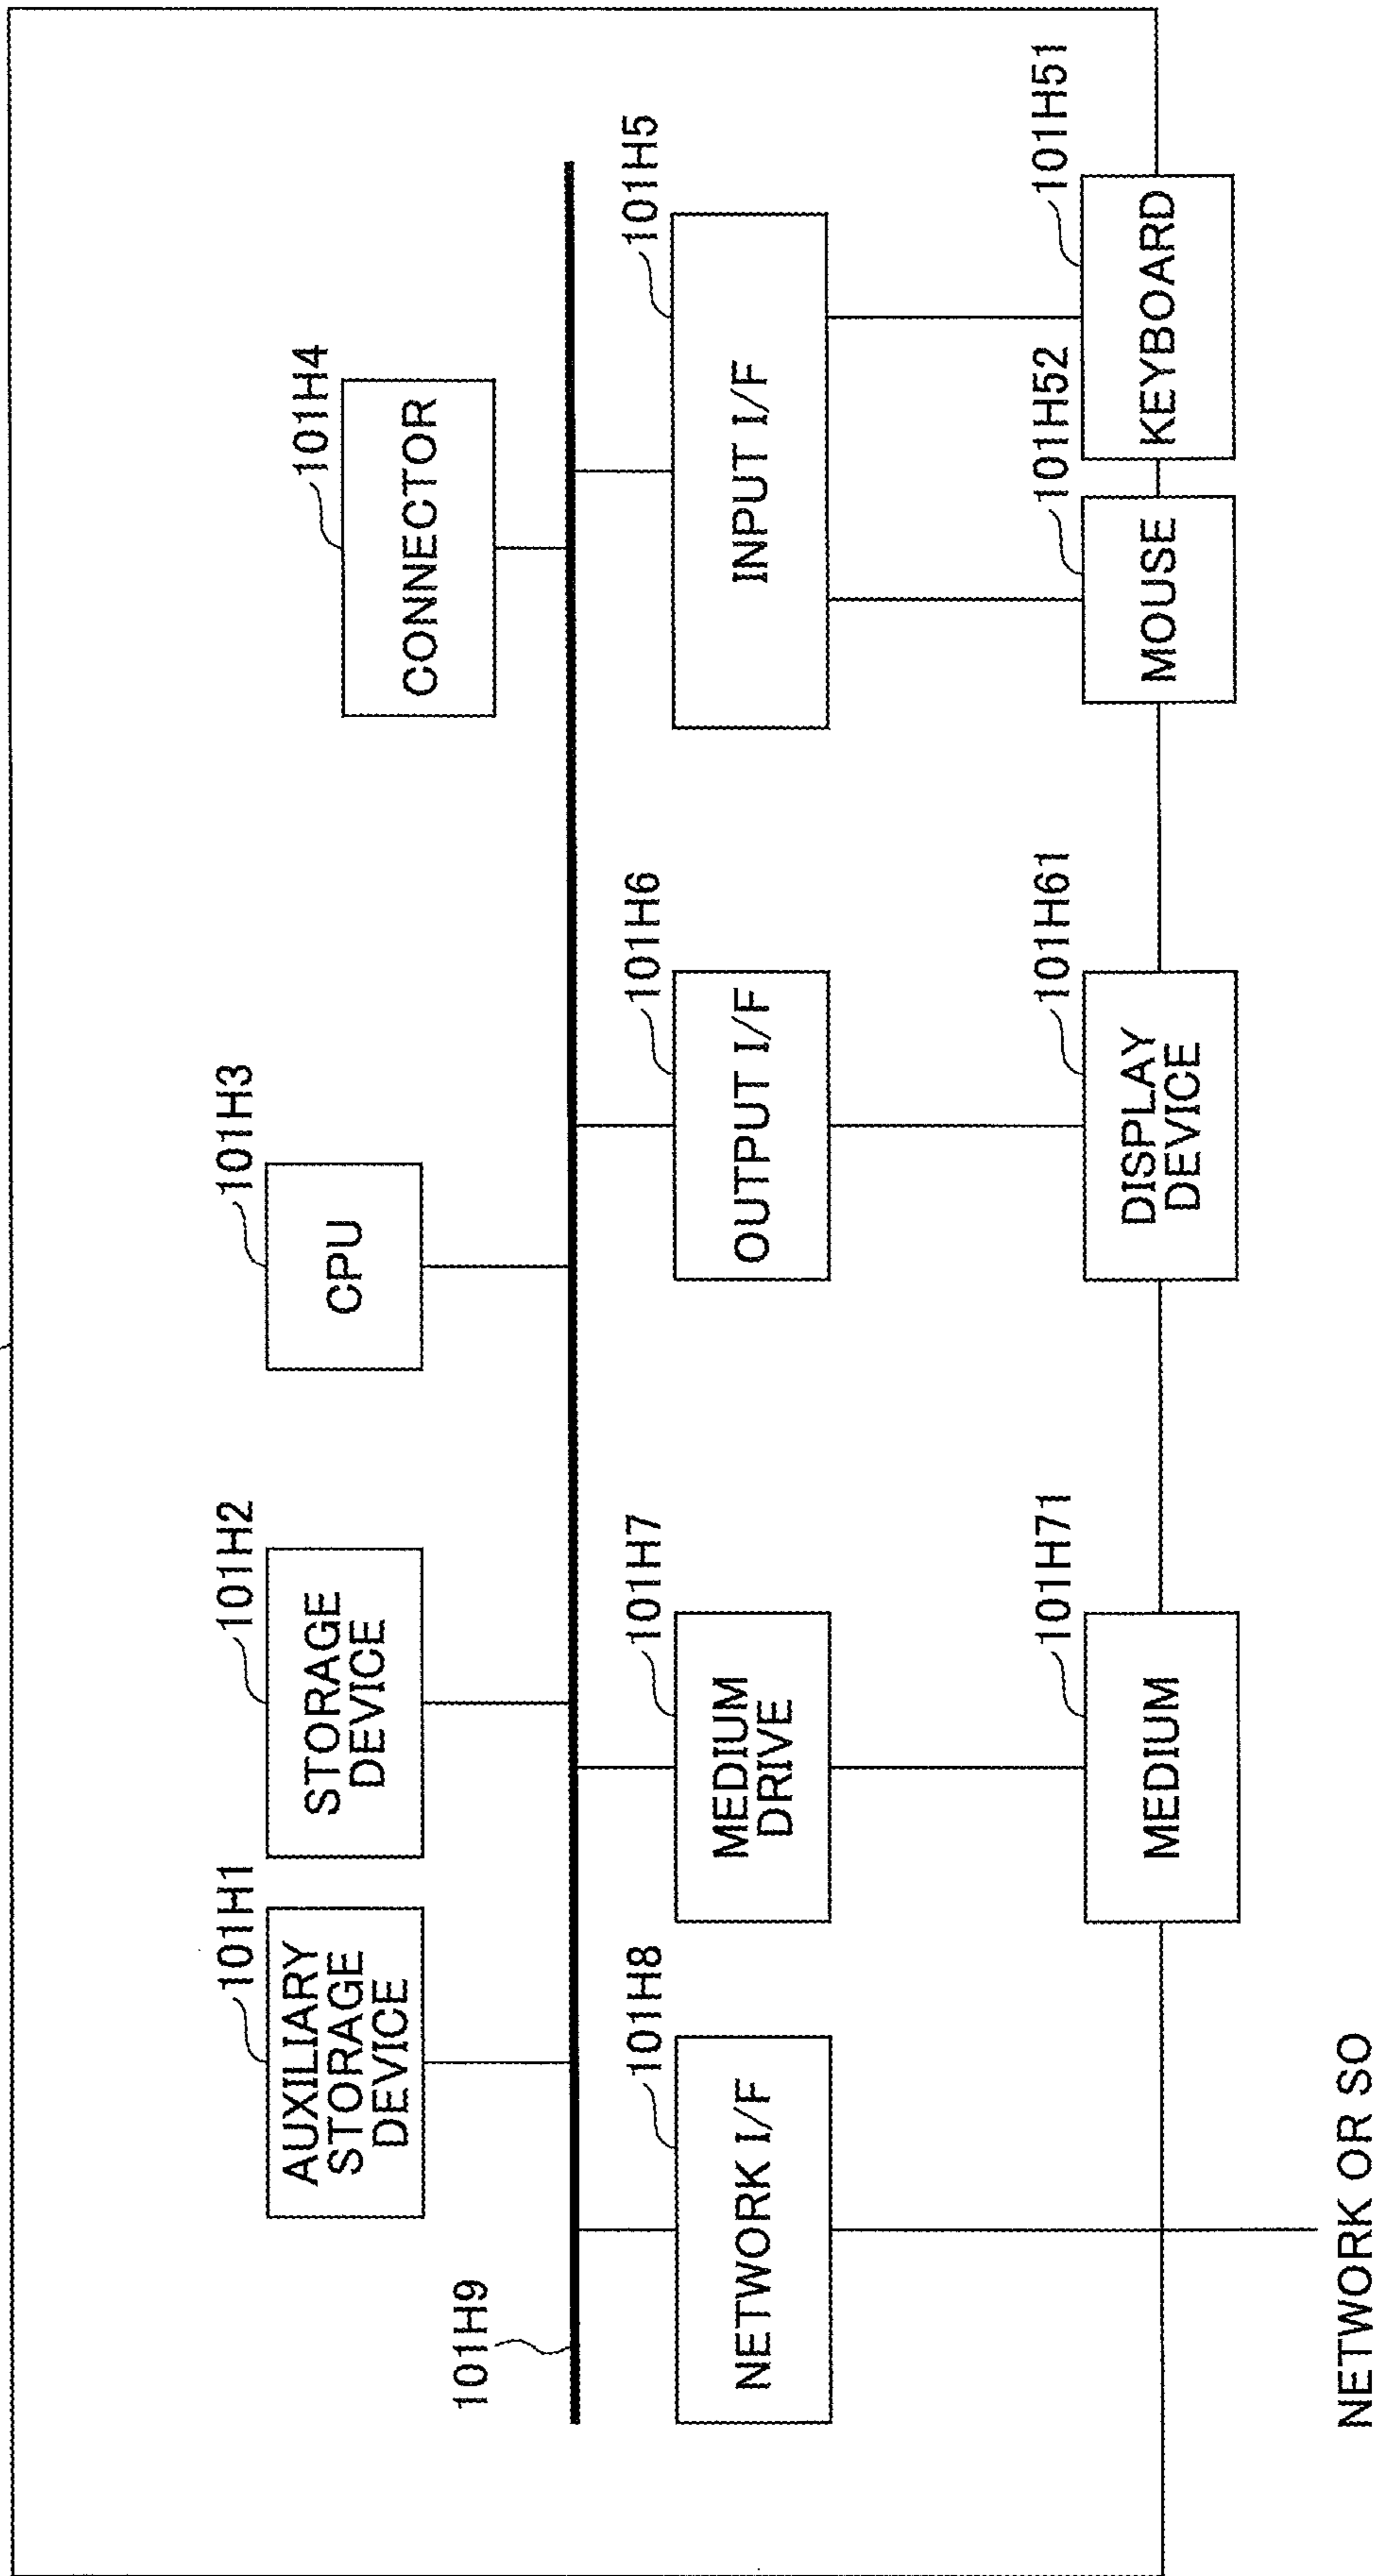 101H1
AUXILIARY
STORAGE
DEVICE
101H2
STORAGE
DEVICE
101H3
CPU
101H4
CONNECTOR
101H9
101H8
NETWORK I/F
101H7
MEDIUM
DRIVE
101H6
OUTPUT I/F
101H5
INPUT I/F
101H71
MEDIUM
101H61
DISPLAY
DEVICE
101H52
MOUSE
101H51
KEYBOARD
NETWORK OR SO